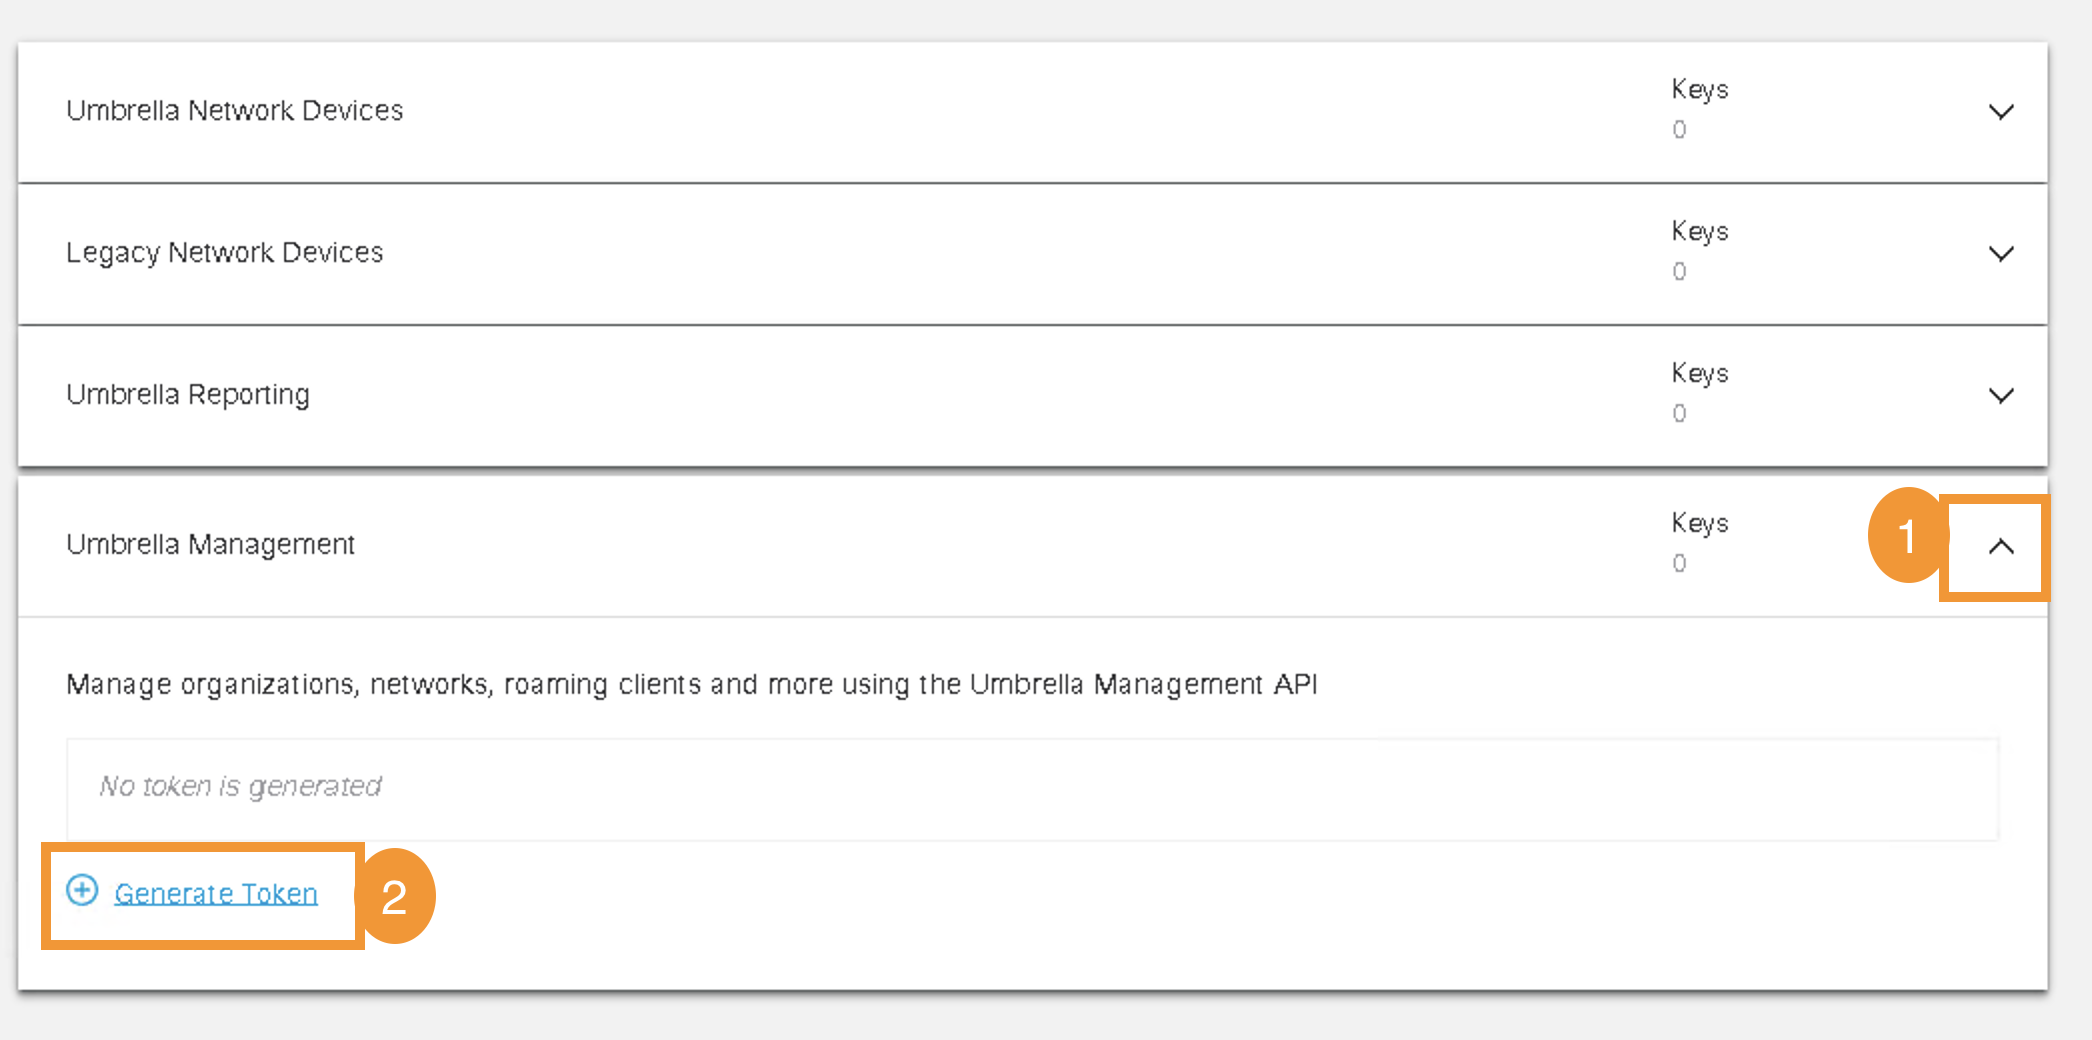 Umbrella Network Devices
Keys
0
Legacy Network Devices
Keys
0
Umbrella Reporting
Keys
0
Umbrella Management
Keys
0
1
Manage organizations, networks, roaming clients and more using the Umbrella Management API
No token is generated
Generate Token
2